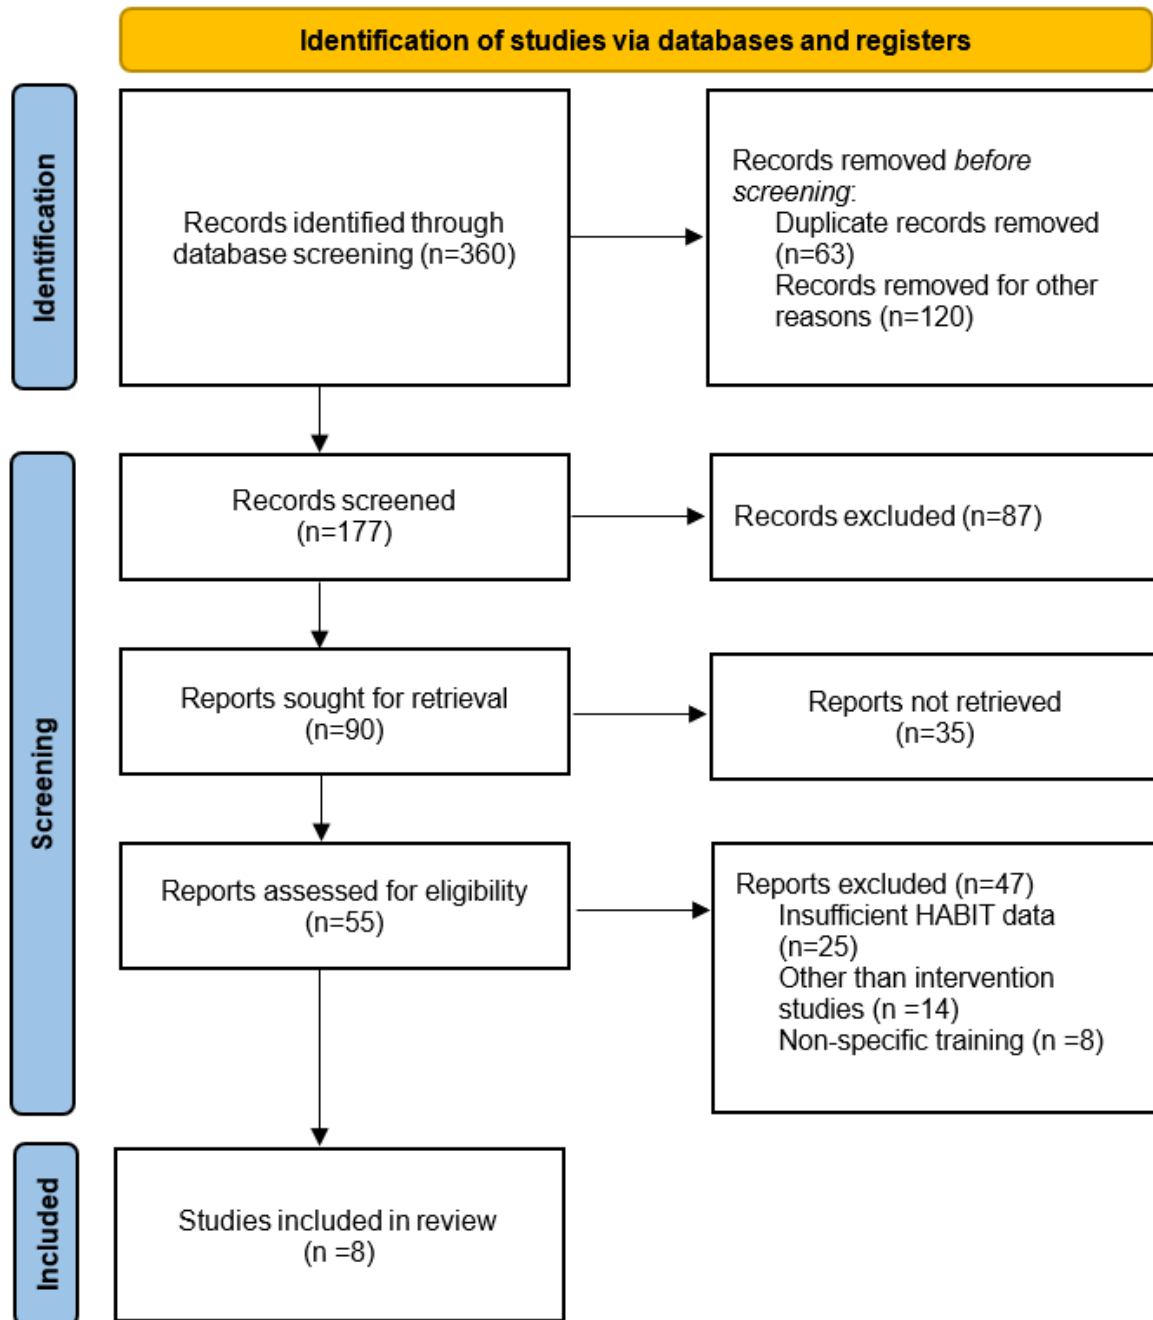 Identification of studies via databases and registers
Identification
Records identified through
database screening (n=360)
Records removed before
screening:
Duplicate records removed
(n=63)
Records removed for other
reasons (n=120)
Screening
Records screened
(n=177)
Records excluded (n=87)
Reports sought for retrieval
(n=90)
Reports not retrieved
(n=35)
Reports assessed for eligibility
(n=55)
Reports excluded (n=47)
Insufficient HABIT data
(n=25)
Other than intervention
studies (n =14)
Non-specific training (n =8)
Included
Studies included in review
(n =8)